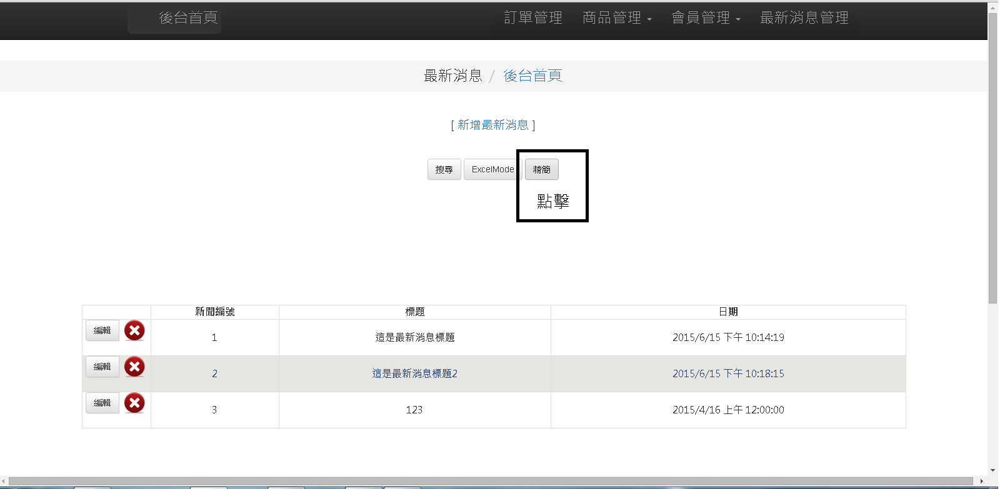 後台首頁 訂單管理 商品管理 會員管理 最新消息管理
最新消息 / 後台首頁
[ 新增最新消息 ]
搜尋 ExcelMode 精簡
點擊
新聞編號 標題 日期
編輯 1 這是最新消息標題 2015/6/15 下午 10:14:19
編輯 2 這是最新消息標題2 2015/6/15 下午 10:18:15
編輯 3 123 2015/4/16 上午 12:00:00